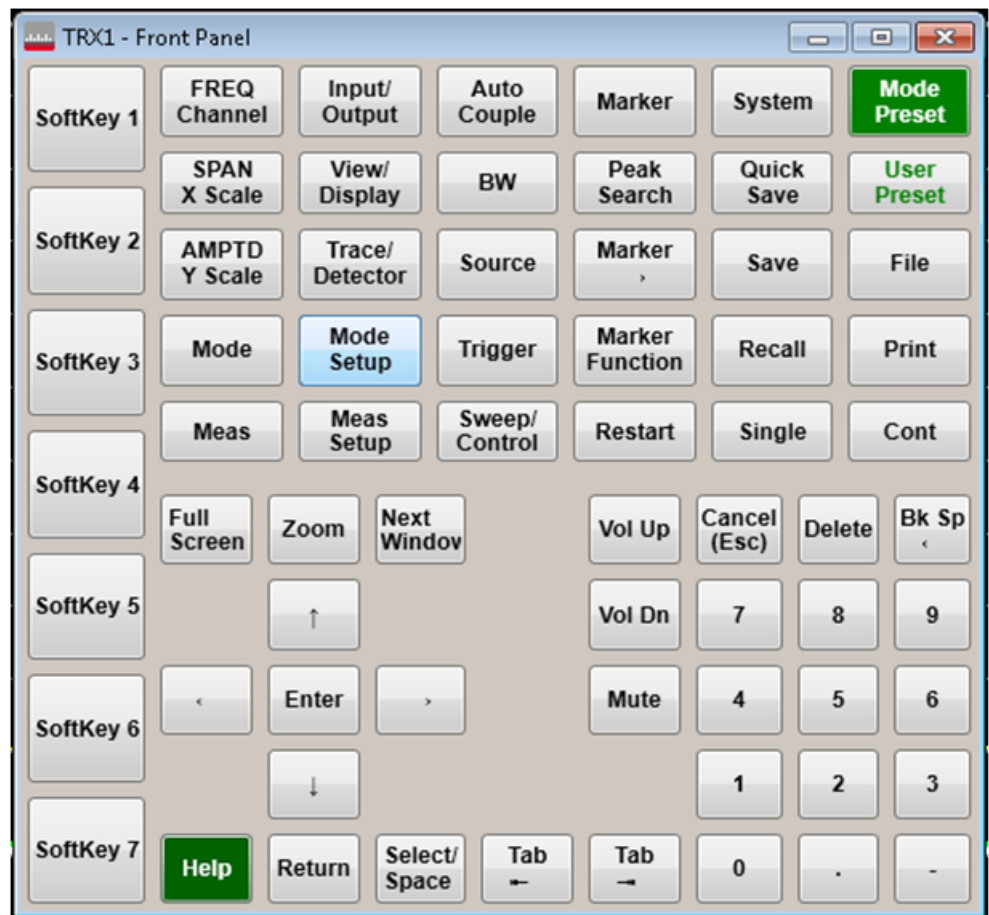 TRX1 - Front Panel
SoftKey 1
FREQ
Channel
Input/
Output
Auto
Couple
Marker
System
Mode
Preset
SPAN
X Scale
View/
Display
BW
Peak
Search
Quick
Save
User
Preset
SoftKey 2
AMPTD
Y Scale
Trace/
Detector
Source
Marker
›
Save
File
SoftKey 3
Mode
Mode
Setup
Trigger
Marker
Function
Recall
Print
Meas
Meas
Setup
Sweep/
Control
Restart
Single
Cont
SoftKey 4
Full
Screen
Zoom
Next
Window
Vol Up
Cancel
(Esc)
Delete
Bk Sp
‹
SoftKey 5
↑
Vol Dn
7
8
9
SoftKey 6
‹
Enter
›
Mute
4
5
6
↓
1
2
3
SoftKey 7
Help
Return
Select/
Space
Tab
←
Tab
→
0
.
-